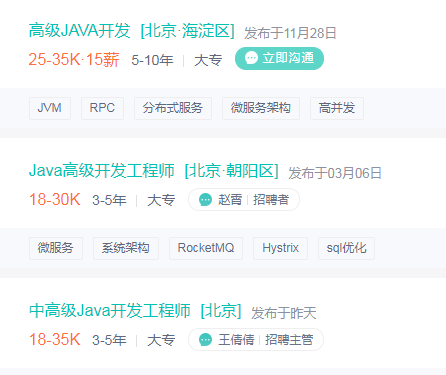 高级JAVA开发 [北京·海淀区] 发布于11月28日
25-35K·15薪 5-10年 大专 立即沟通
JVM RPC 分布式服务 微服务架构 高并发
Java高级开发工程师 [北京·朝阳区] 发布于03月06日
18-30K 3-5年 大专 赵霄 招聘者
微服务 系统架构 RocketMQ Hystrix sql优化
中高级Java开发工程师 [北京] 发布于昨天
18-35K 3-5年 大专 王倩倩 招聘主管